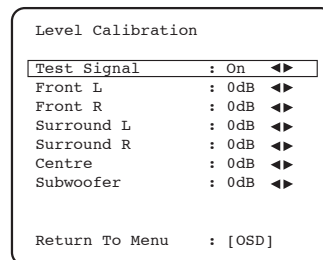 Level Calibration
Test Signal : On ◄►
Front L : 0dB ◄►
Front R : 0dB ◄►
Surround L : 0dB ◄►
Surround R : 0dB ◄►
Centre : 0dB ◄►
Subwoofer : 0dB ◄►
Return To Menu : [OSD]